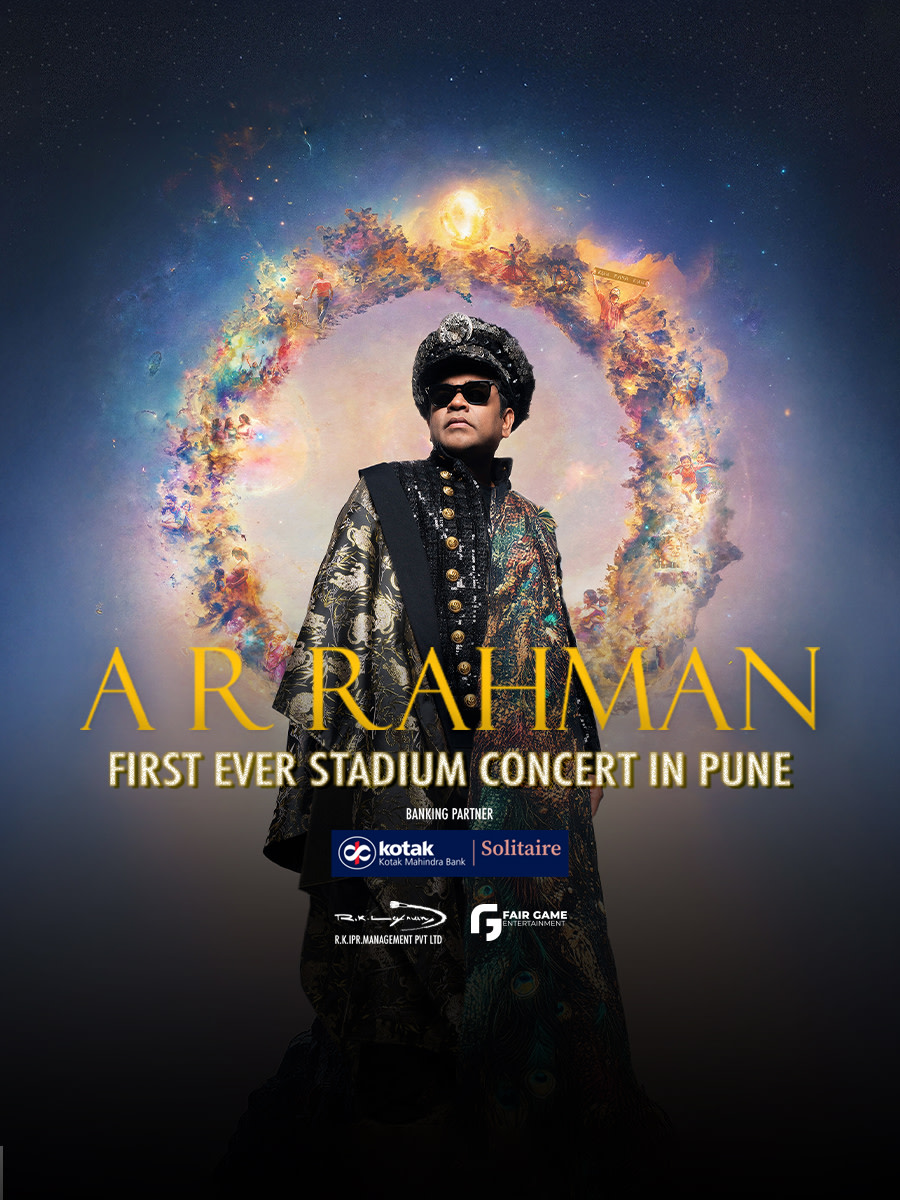 A R RAHMAN
FIRST EVER STADIUM CONCERT IN PUNE
BANKING PARTNER
kotak
Kotak Mahindra Bank
Solitaire
R.K.IPR.MANAGEMENT PVT LTD
FAIR GAME
ENTERTAINMENT